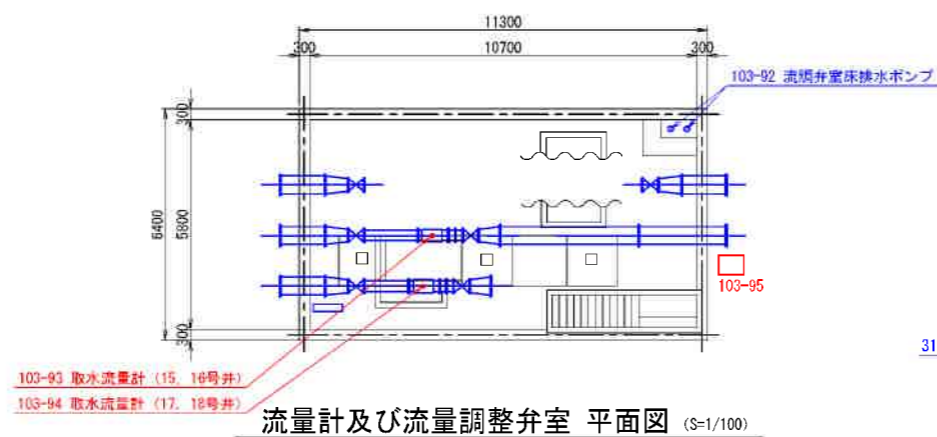 11300
300 10700 300
103-92 流調弁室床排水ポンプ
300
6400
5800
300
103-95
31
103-93 取水流量計 (15, 16号井)
103-94 取水流量計 (17, 18号井)
流量計及び流量調整弁室 平面図 (S=1/100)